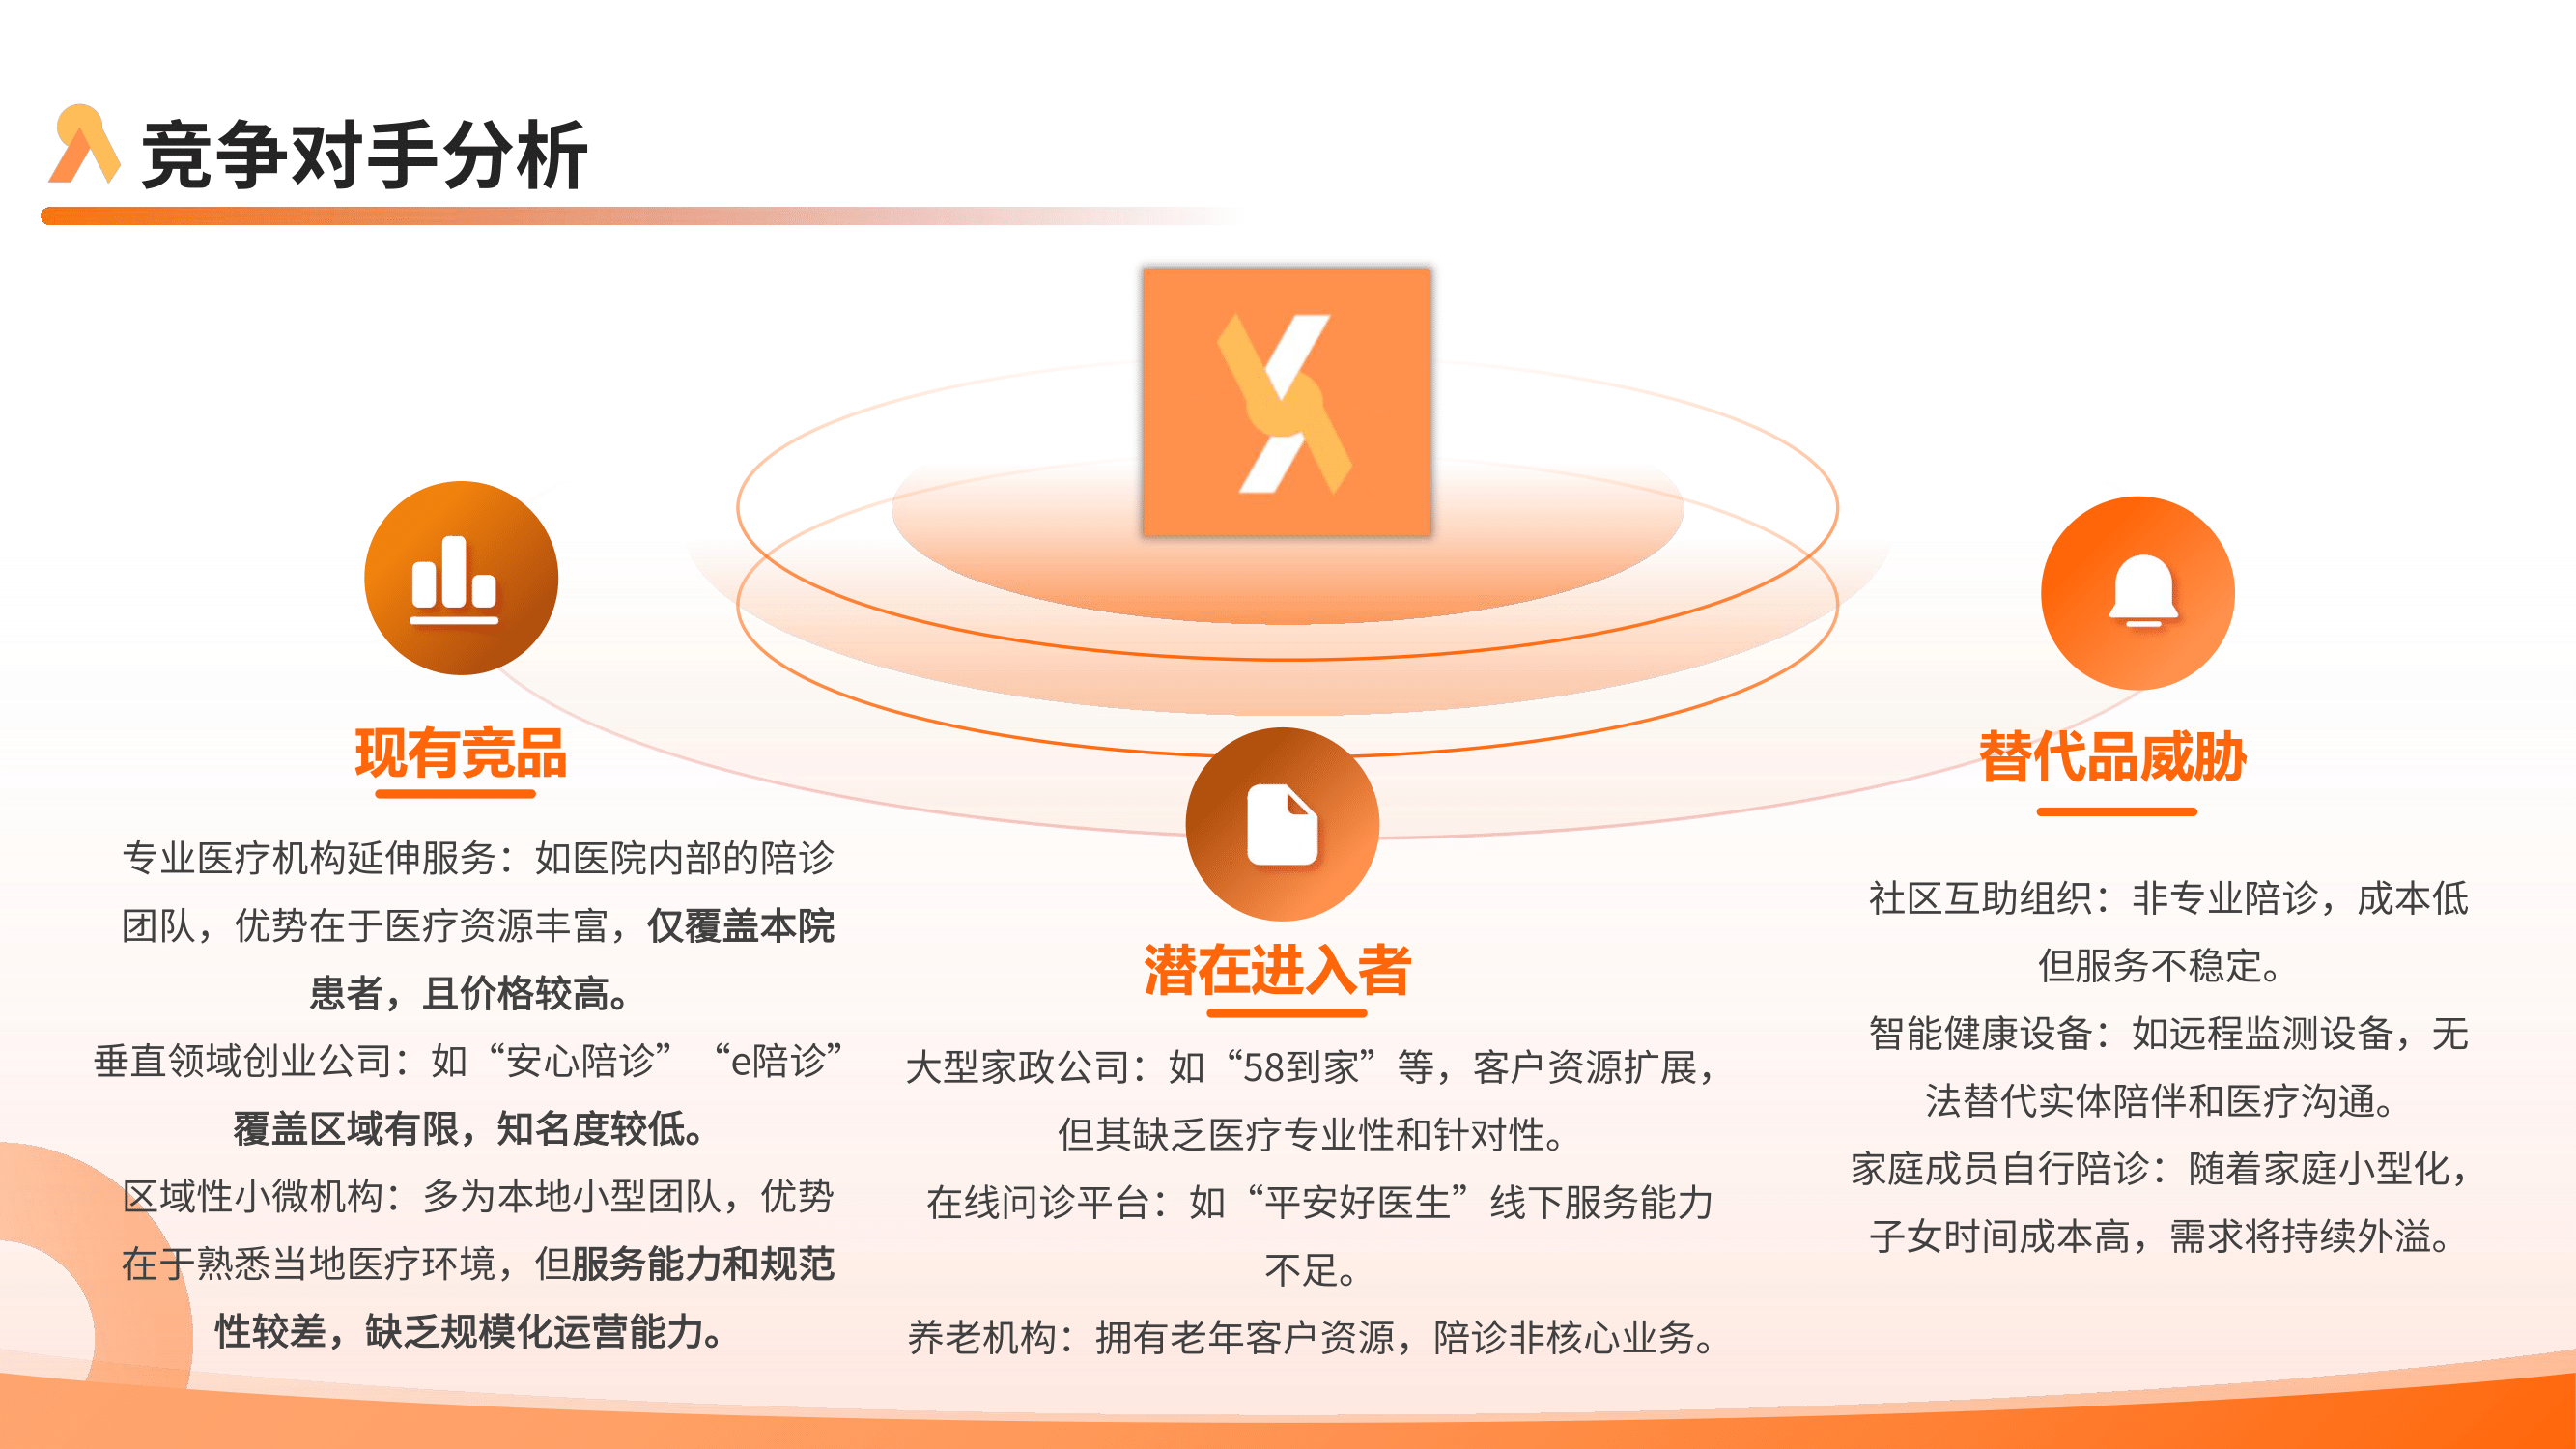 竞争对手分析
现有竞品
专业医疗机构延伸服务：如医院内部的陪诊
团队，优势在于医疗资源丰富，仅覆盖本院
患者，且价格较高。
垂直领域创业公司：如“安心陪诊”“e陪诊”
覆盖区域有限，知名度较低。
区域性小微机构：多为本地小型团队，优势
在于熟悉当地医疗环境，但服务能力和规范
性较差，缺乏规模化运营能力。
潜在进入者
大型家政公司：如“58到家”等，客户资源扩展，
但其缺乏医疗专业性和针对性。
在线问诊平台：如“平安好医生”线下服务能力
不足。
养老机构：拥有老年客户资源，陪诊非核心业务。
替代品威胁
社区互助组织：非专业陪诊，成本低
但服务不稳定。
智能健康设备：如远程监测设备，无
法替代实体陪伴和医疗沟通。
家庭成员自行陪诊：随着家庭小型化，
子女时间成本高，需求将持续外溢。